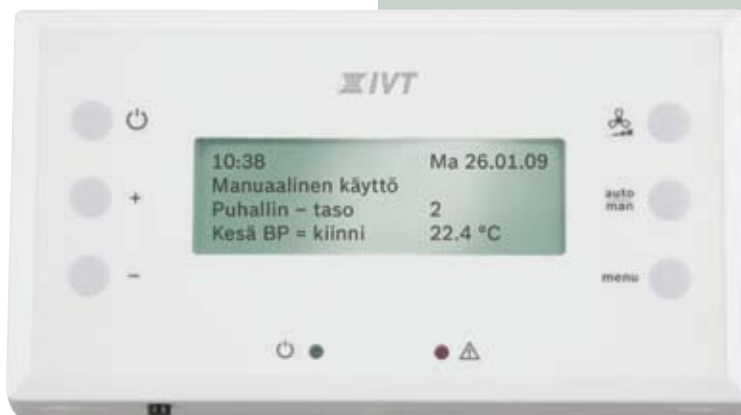 IVT
10:38 Ma 26.01.09
Manuaalinen käyttö
Puhallin – taso 2
Kesä BP = kiinni 22.4 °C
+
auto
man
−
menu